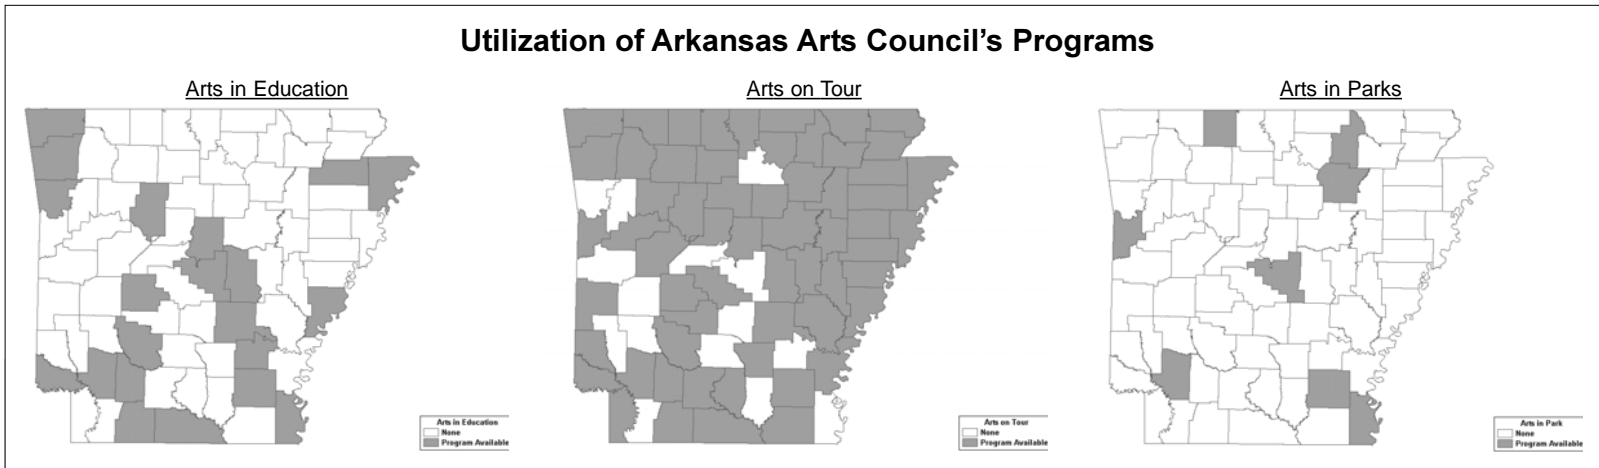 Utilization of Arkansas Arts Council's Programs
Arts in Education
Arts on Tour
Arts in Parks
Arts in Education
None
Program Available
Arts on Tour
None
Program Available
Arts in Park
None
Program Available